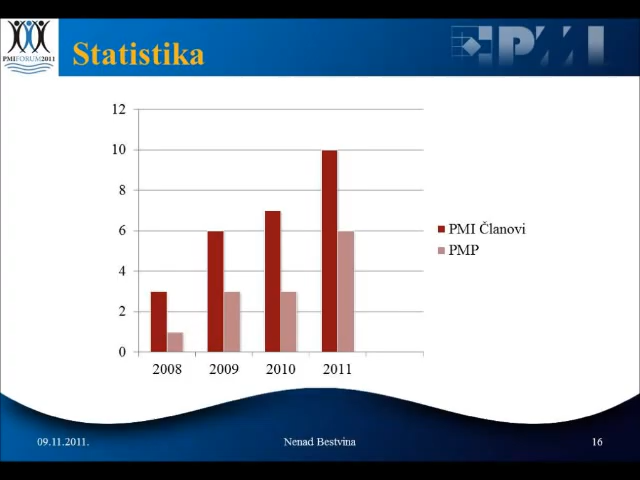 PMIFORUM2011
Statistika
PMI
12
10
8
6
4
2
0
2008
2009
2010
2011
PMI Članovi
PMP
09.11.2011.
Nenad Bestvina
16